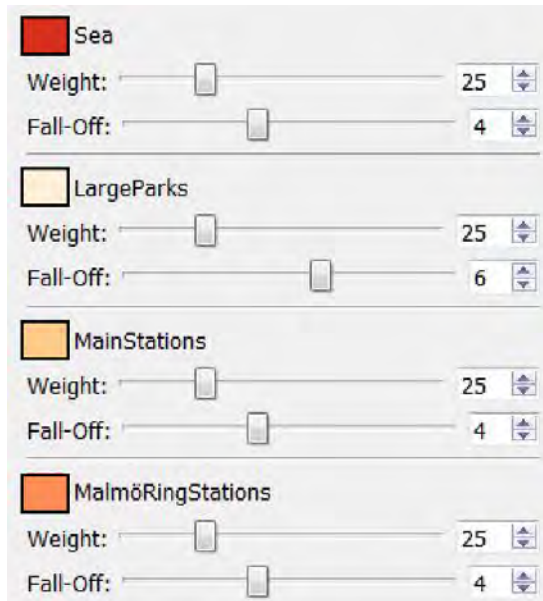 Sea
Weight: 25
Fall-Off: 4
LargeParks
Weight: 25
Fall-Off: 6
MainStations
Weight: 25
Fall-Off: 4
MalmöRingStations
Weight: 25
Fall-Off: 4